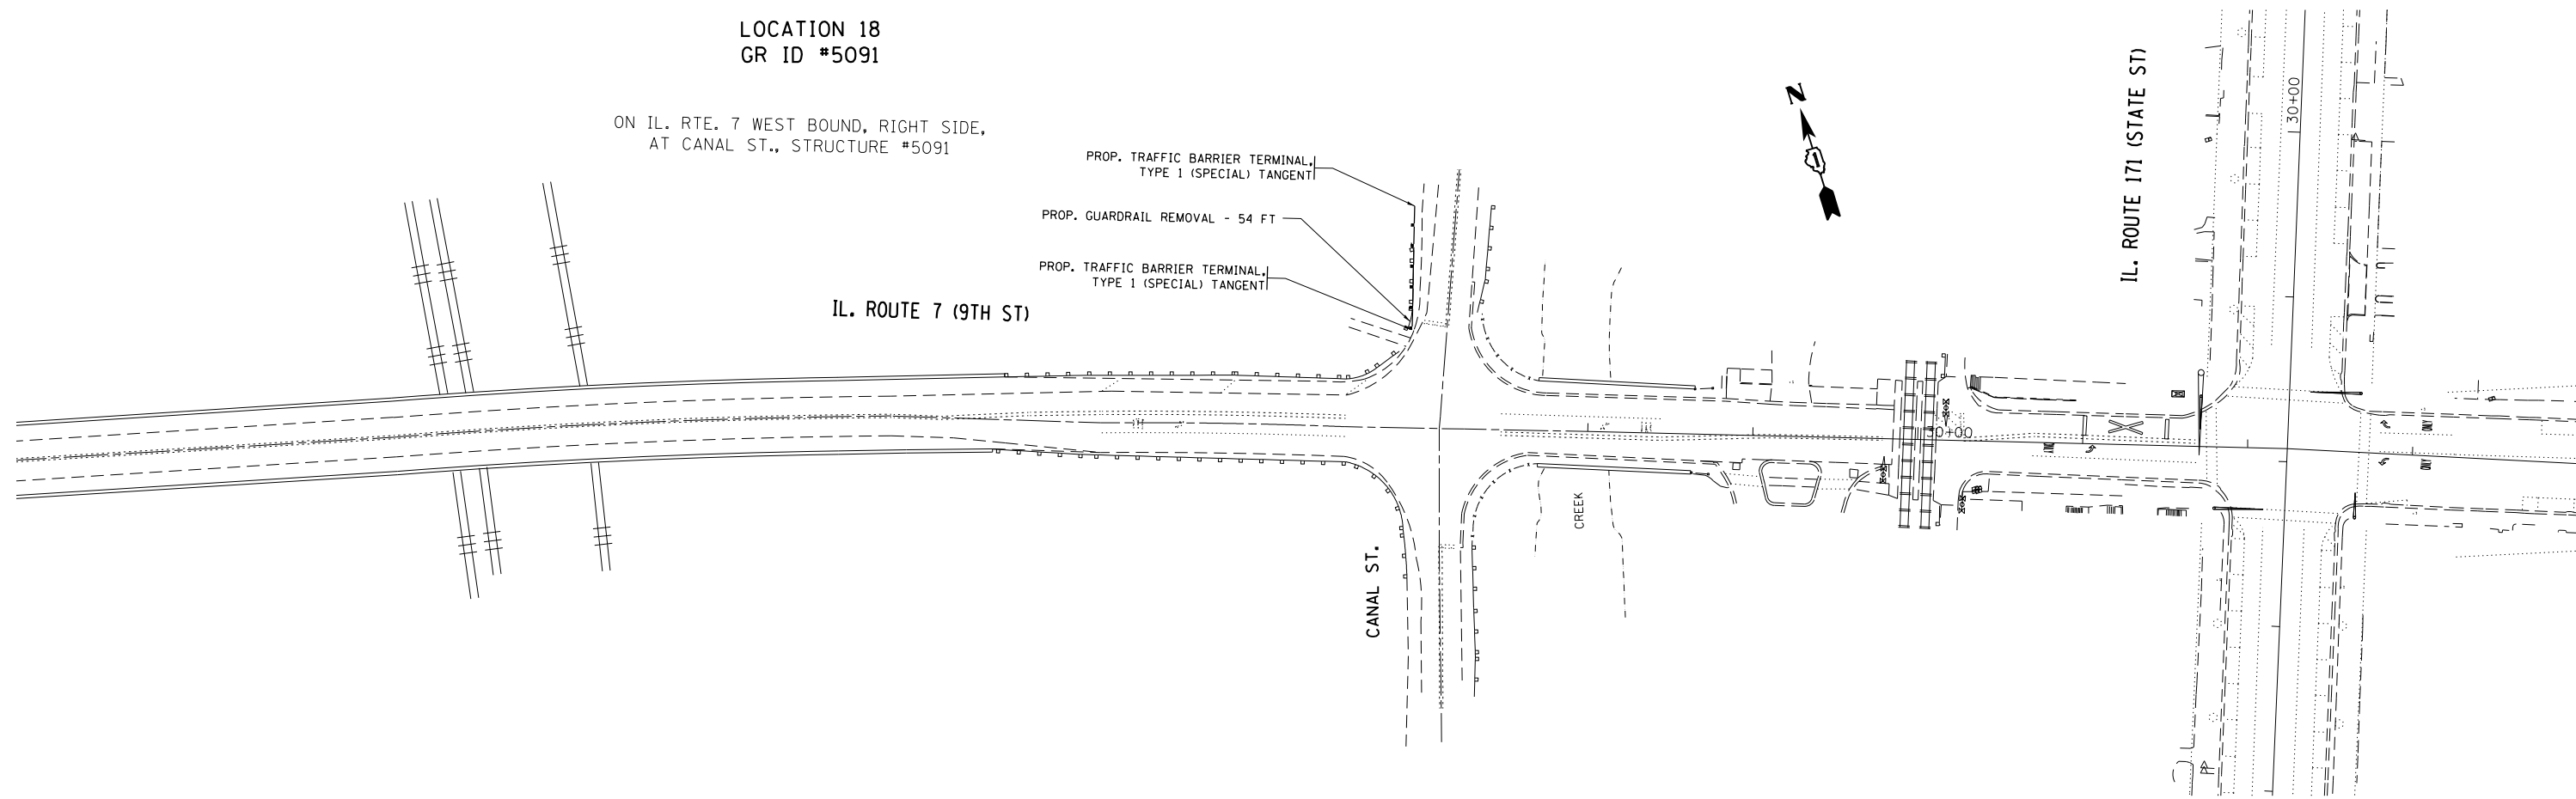 LOCATION 18
GR ID #5091
ON IL. RTE. 7 WEST BOUND, RIGHT SIDE,
AT CANAL ST., STRUCTURE #5091
PROP. TRAFFIC BARRIER TERMINAL,
TYPE 1 (SPECIAL) TANGENT
PROP. GUARDRAIL REMOVAL - 54 FT
PROP. TRAFFIC BARRIER TERMINAL,
TYPE 1 (SPECIAL) TANGENT
IL. ROUTE 7 (9TH ST)
N
IL. ROUTE 171 (STATE ST)
30+00
CANAL ST.
CREEK
ONLY
ONLY